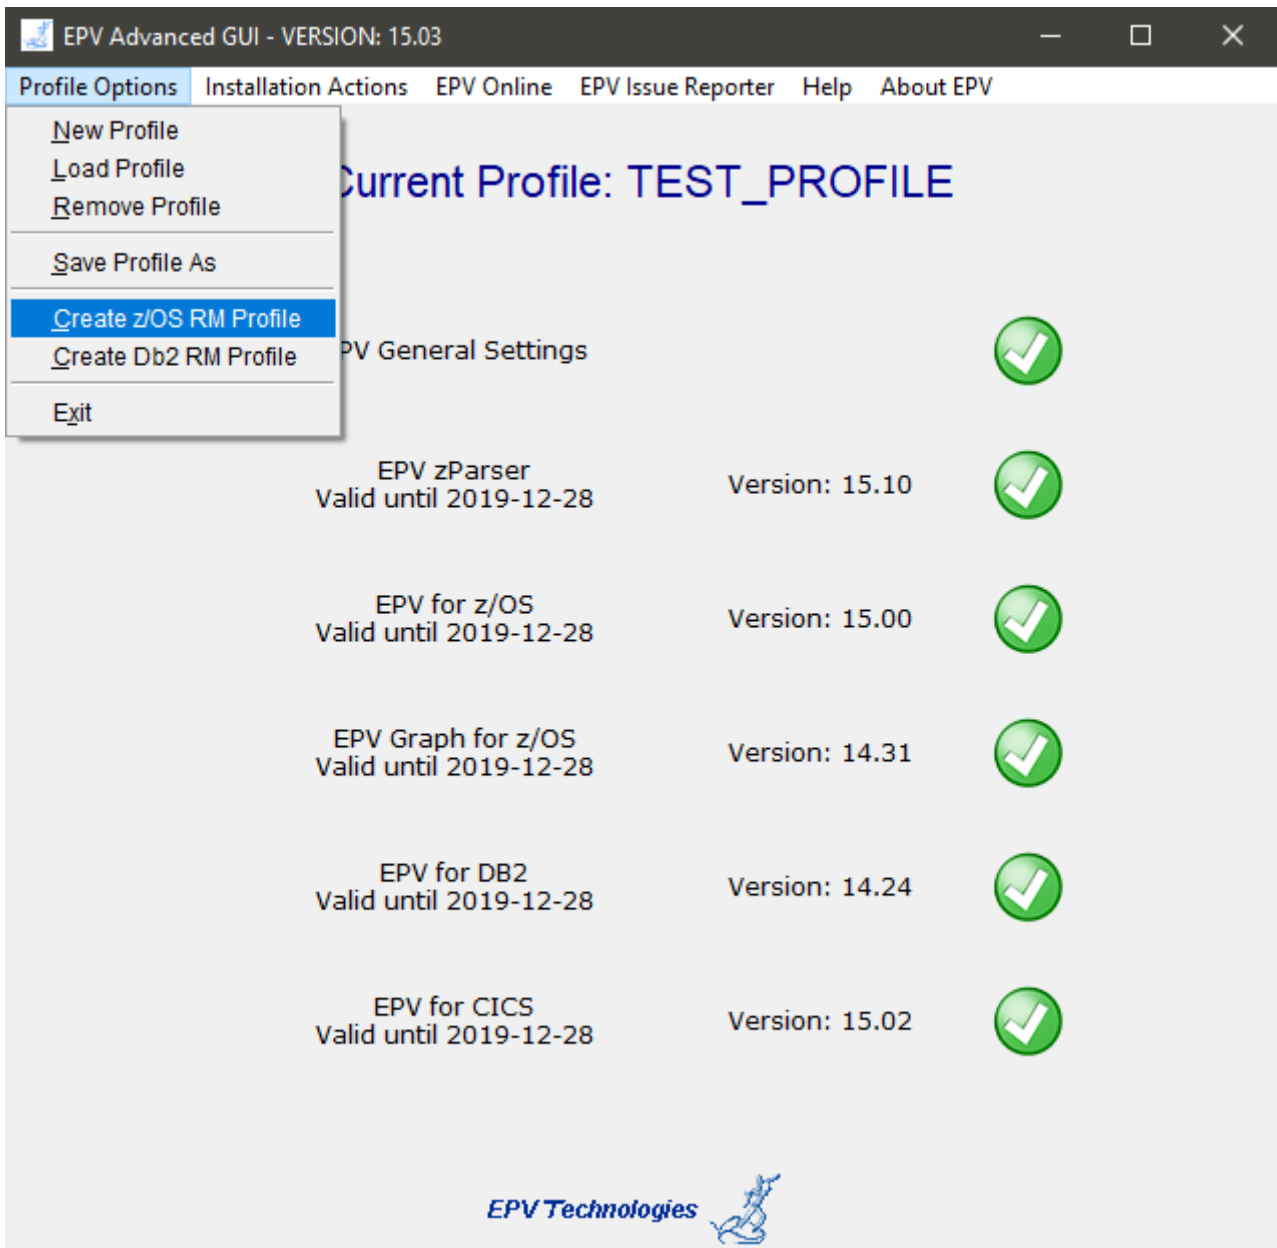 EPV Advanced GUI - VERSION: 15.03
Profile Options Installation Actions EPV Online EPV Issue Reporter Help About EPV
New Profile
Load Profile
Remove Profile
Save Profile As
Create z/OS RM Profile
Create Db2 RM Profile
Exit
Current Profile: TEST_PROFILE
PV General Settings
EPV zParser
Valid until 2019-12-28
Version: 15.10
EPV for z/OS
Valid until 2019-12-28
Version: 15.00
EPV Graph for z/OS
Valid until 2019-12-28
Version: 14.31
EPV for DB2
Valid until 2019-12-28
Version: 14.24
EPV for CICS
Valid until 2019-12-28
Version: 15.02
EPV Technologies